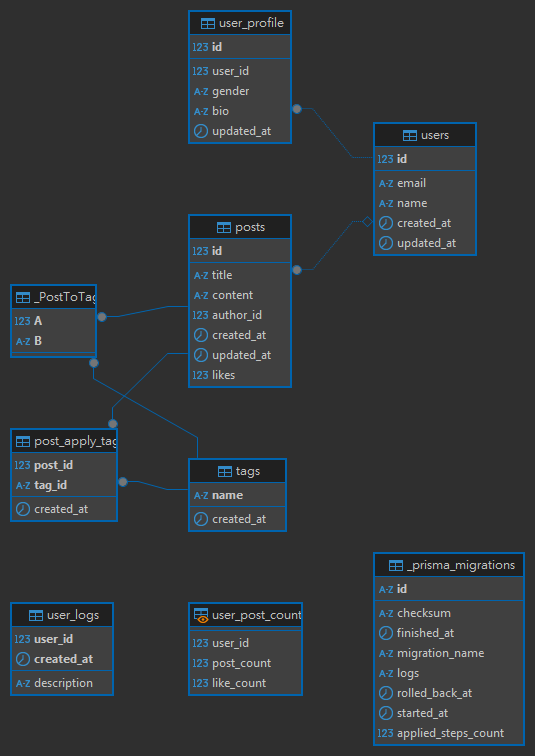 user_profile
123 id
123 user_id
A-Z gender
A-Z bio
updated_at
users
123 id
A-Z email
A-Z name
created_at
updated_at
posts
123 id
A-Z title
A-Z content
123 author_id
created_at
updated_at
123 likes
_PostToTag
123 A
A-Z B
post_apply_tag
123 post_id
A-Z tag_id
created_at
tags
A-Z name
created_at
_prisma_migrations
A-Z id
A-Z checksum
finished_at
A-Z migration_name
A-Z logs
rolled_back_at
started_at
123 applied_steps_count
user_logs
123 user_id
created_at
A-Z description
user_post_count
123 user_id
123 post_count
123 like_count